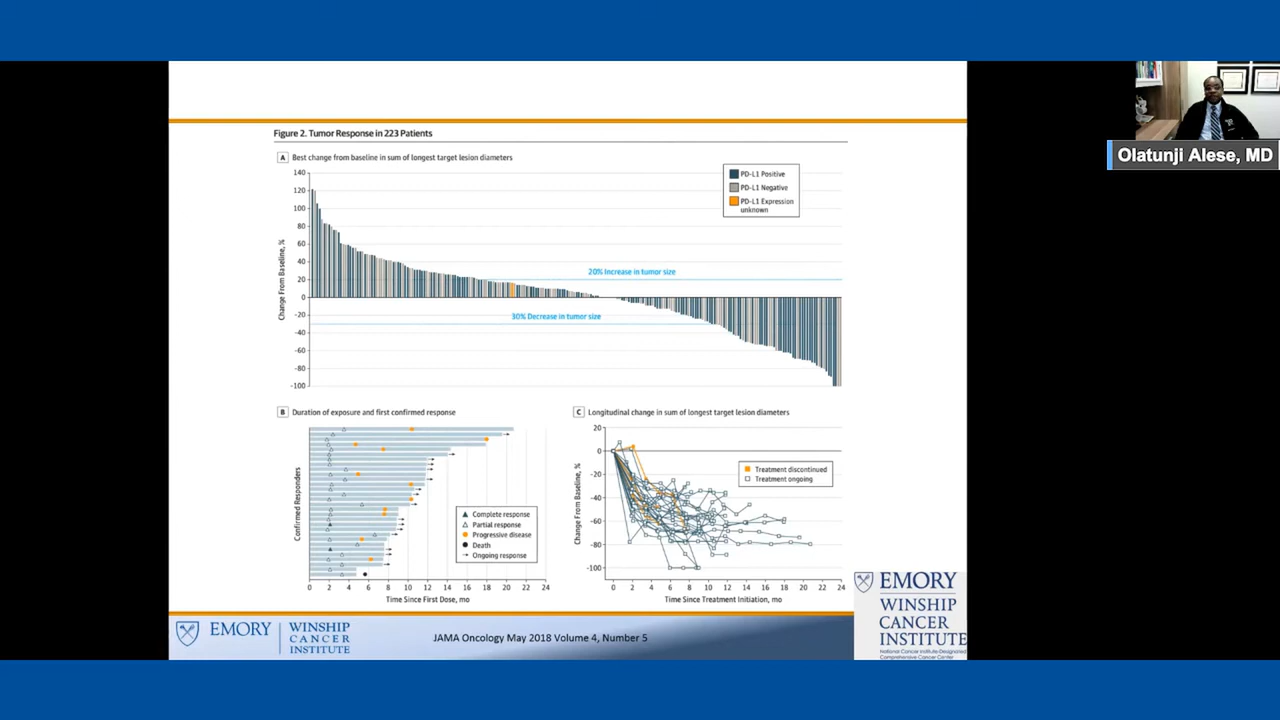 Figure 2. Tumor Response in 223 Patients
A Best change from baseline in sum of longest target lesion diameters
140
120
100
80
60
40
20
0
-20
-40
-60
-80
-100
Change From Baseline, %
PD-L1 Positive
PD-L1 Negative
PD-L1 Expression
unknown
20% Increase in tumor size
30% Decrease in tumor size
B Duration of exposure and first confirmed response
Confirmed Responders
Complete response
Partial response
Progressive disease
Death
Ongoing response
0 2 4 6 8 10 12 14 16 18 20 22 24
Time Since First Dose, mo
C Longitudinal change in sum of longest target lesion diameters
20
0
-20
-40
-60
-80
-100
Change From Baseline, %
Treatment discontinued
Treatment ongoing
0 2 4 6 8 10 12 14 16 18 20 22 24
Time Since Treatment Initiation, mo
EMORY
WINSHIP
CANCER
INSTITUTE
JAMA Oncology May 2018 Volume 4, Number 5
EMORY
WINSHIP
CANCER
INSTITUTE
National Cancer Institute Designated
Comprehensive Cancer Center
Olatunji Alese, MD